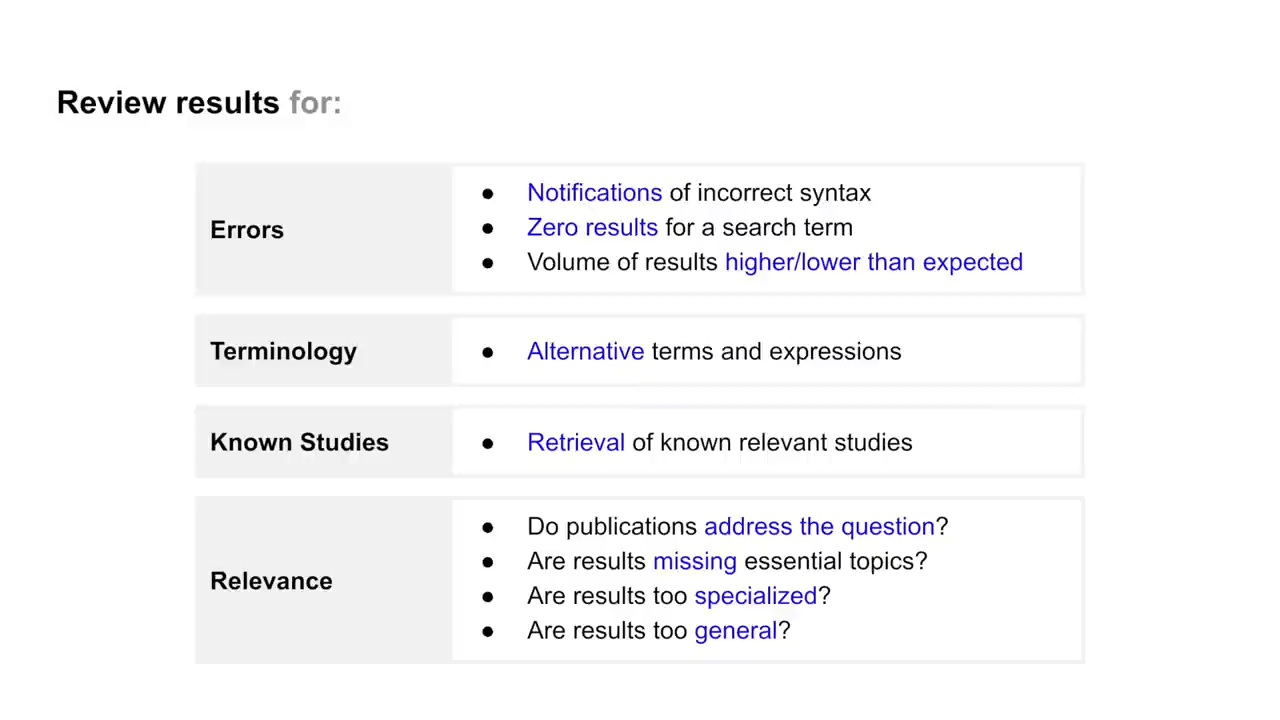 Review results for:
Errors
● Notifications of incorrect syntax
● Zero results for a search term
● Volume of results higher/lower than expected
Terminology
● Alternative terms and expressions
Known Studies
● Retrieval of known relevant studies
Relevance
● Do publications address the question?
● Are results missing essential topics?
● Are results too specialized?
● Are results too general?